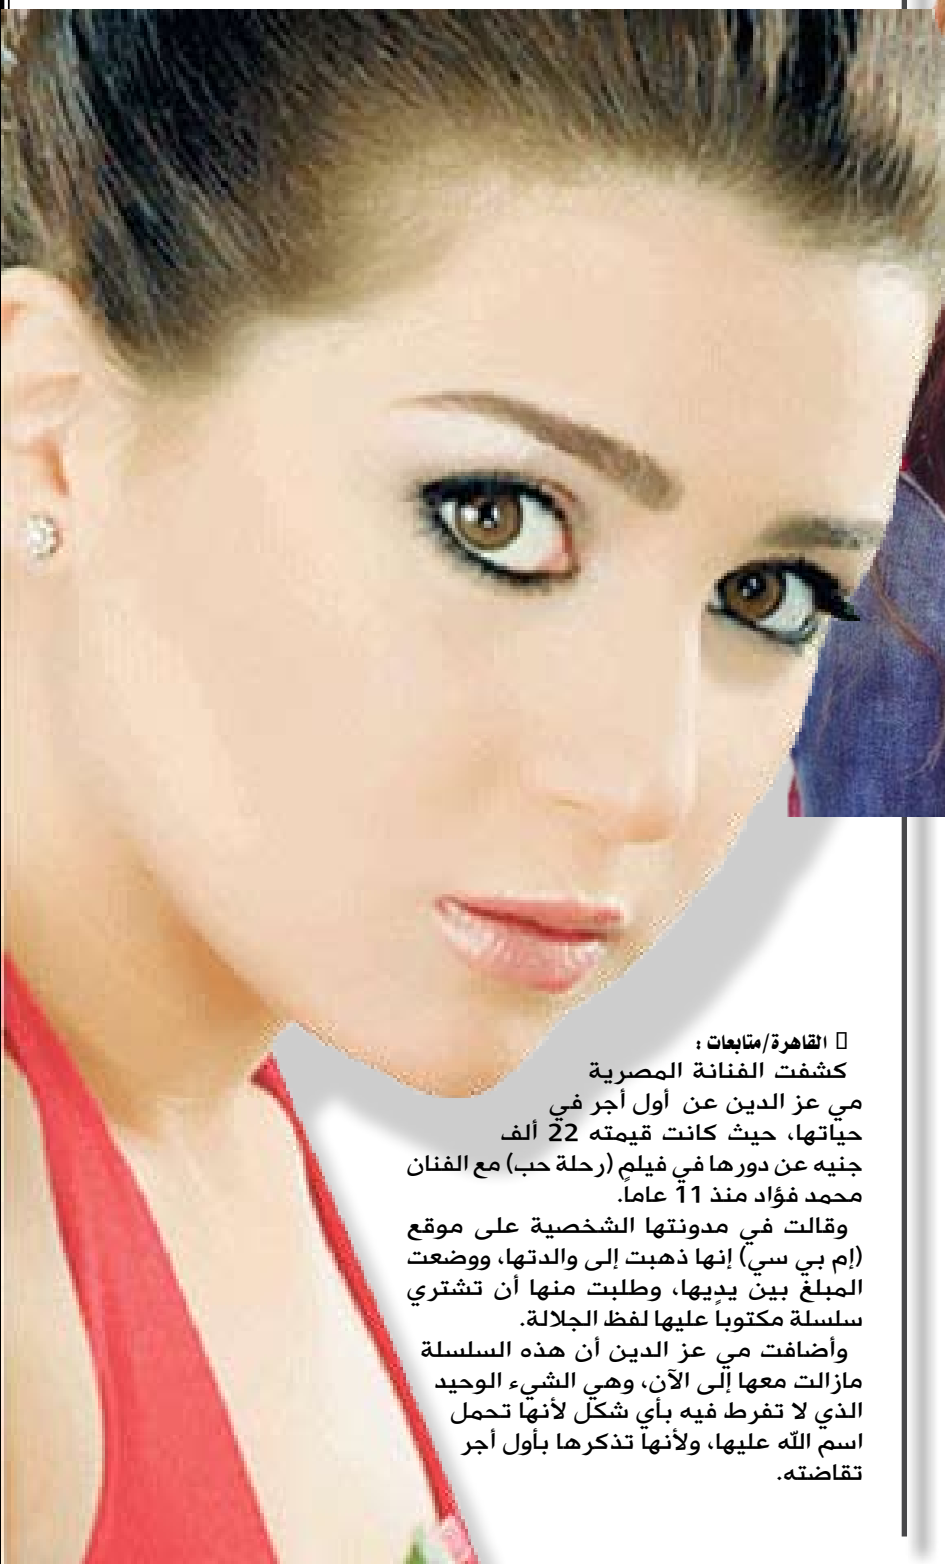 القاهرة/متابعات :
كشفت الفنانة المصرية
مي عز الدين عن أول أجر في
حياتها، حيث كانت قيمته 22 ألف
جنيه عن دورها في فيلم (رحلة حب) مع الفنان
محمد فؤاد منذ 11 عاماً.
وقالت في مدونتها الشخصية على موقع
(إم بي سي) إنها ذهبت إلى والدتها، ووضعت
المبلغ بين يديها، وطلبت منها أن تشتري
سلسلة مكتوباً عليها لفظ الجلالة.
وأضافت مي عز الدين أن هذه السلسلة
مازالت معها إلى الآن، وهي الشيء الوحيد
الذي لا تفرط فيه بأي شكل لأنها تحمل
اسم الله عليها، ولأنها تذكرها بأول أجر
تقاضته.